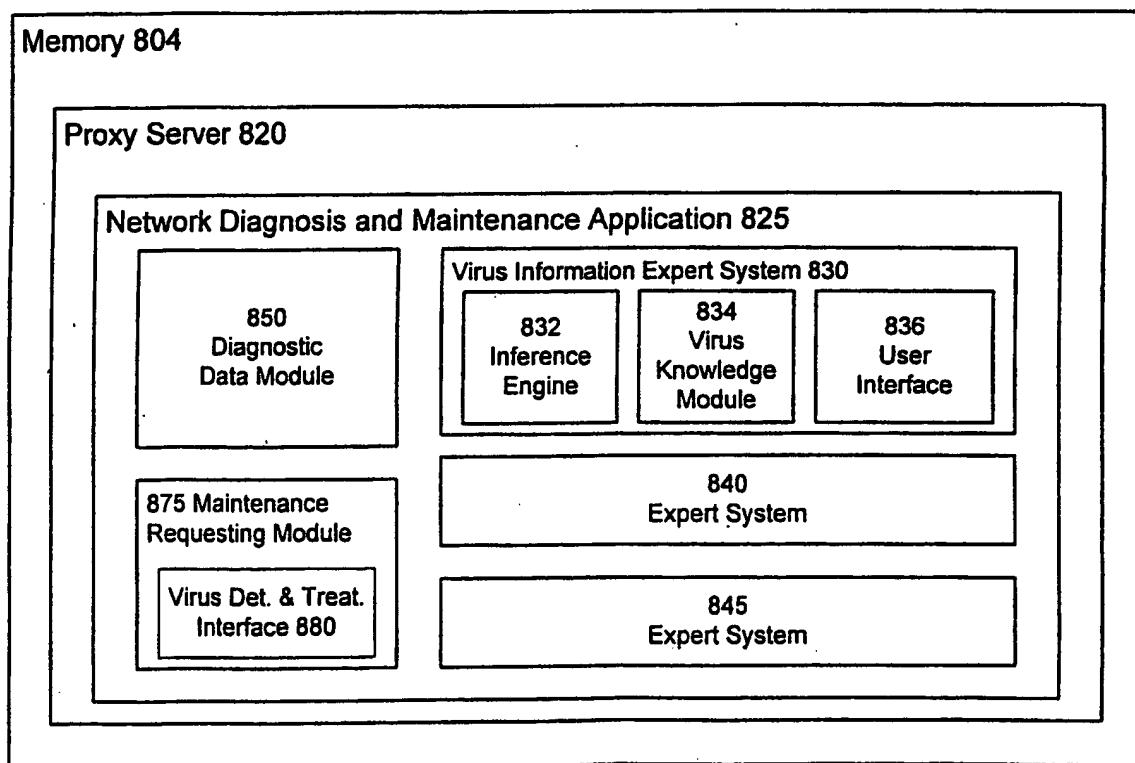 Memory 804
Proxy Server 820
Network Diagnosis and Maintenance Application 825
850
Diagnostic
Data Module
Virus Information Expert System 830
832
Inference
Engine
834
Virus
Knowledge
Module
836
User
Interface
875 Maintenance
Requesting Module
Virus Det. & Treat.
Interface 880
840
Expert System
845
Expert System